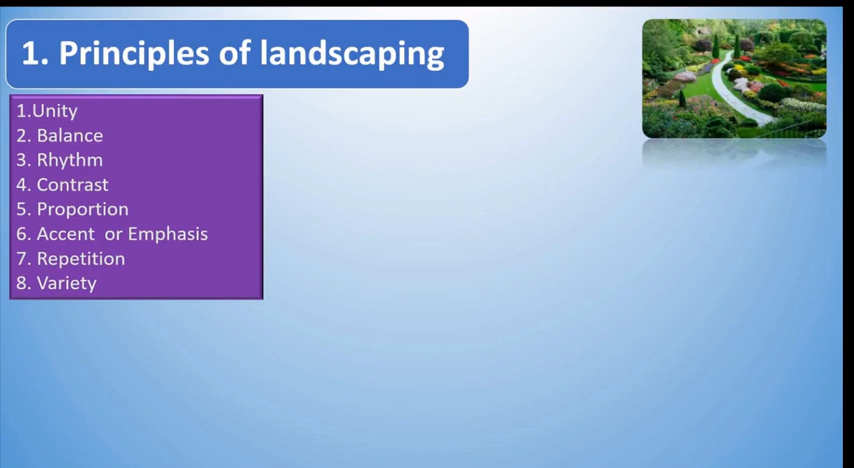 1. Principles of landscaping
1.Unity
2. Balance
3. Rhythm
4. Contrast
5. Proportion
6. Accent or Emphasis
7. Repetition
8. Variety